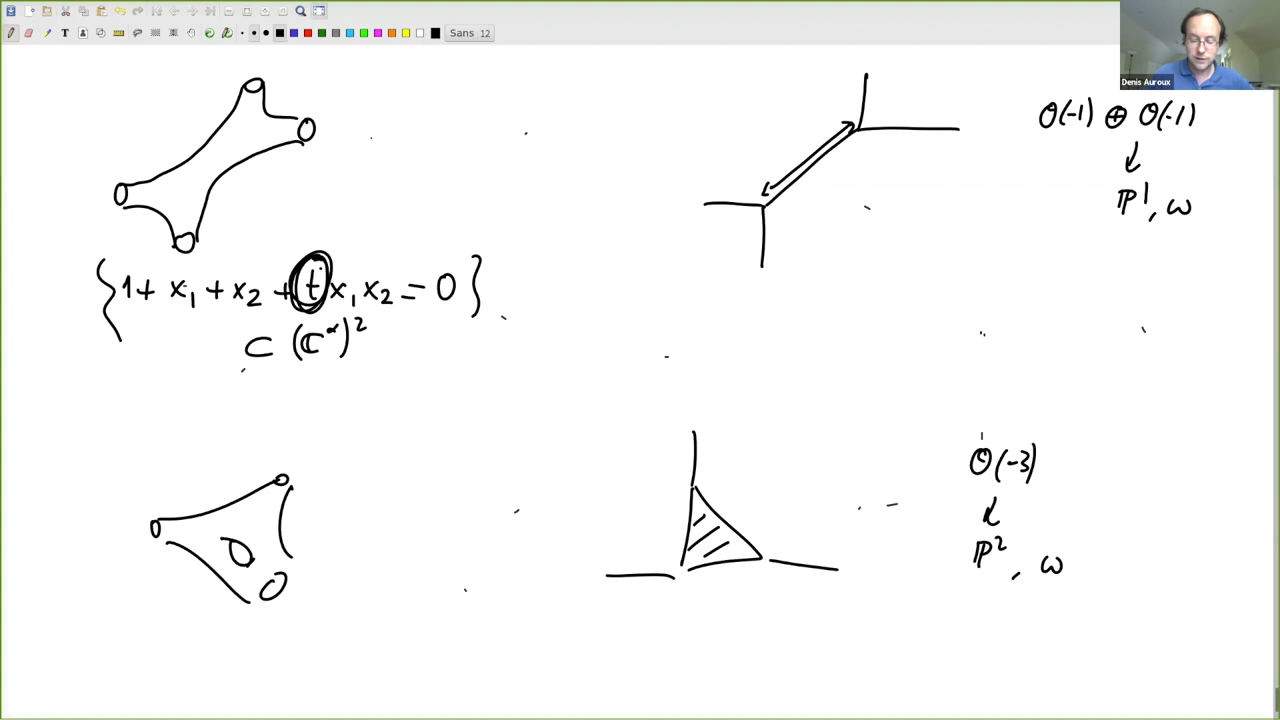 Sans 12
Denis Auroux
O(-1) ⊕ O(-1)
↓
ℙ¹, ω
{1 + x₁ + x₂ + t x₁ x₂ = 0}
⊂ (ℂ*)²
O(-3)
↓
ℙ², ω